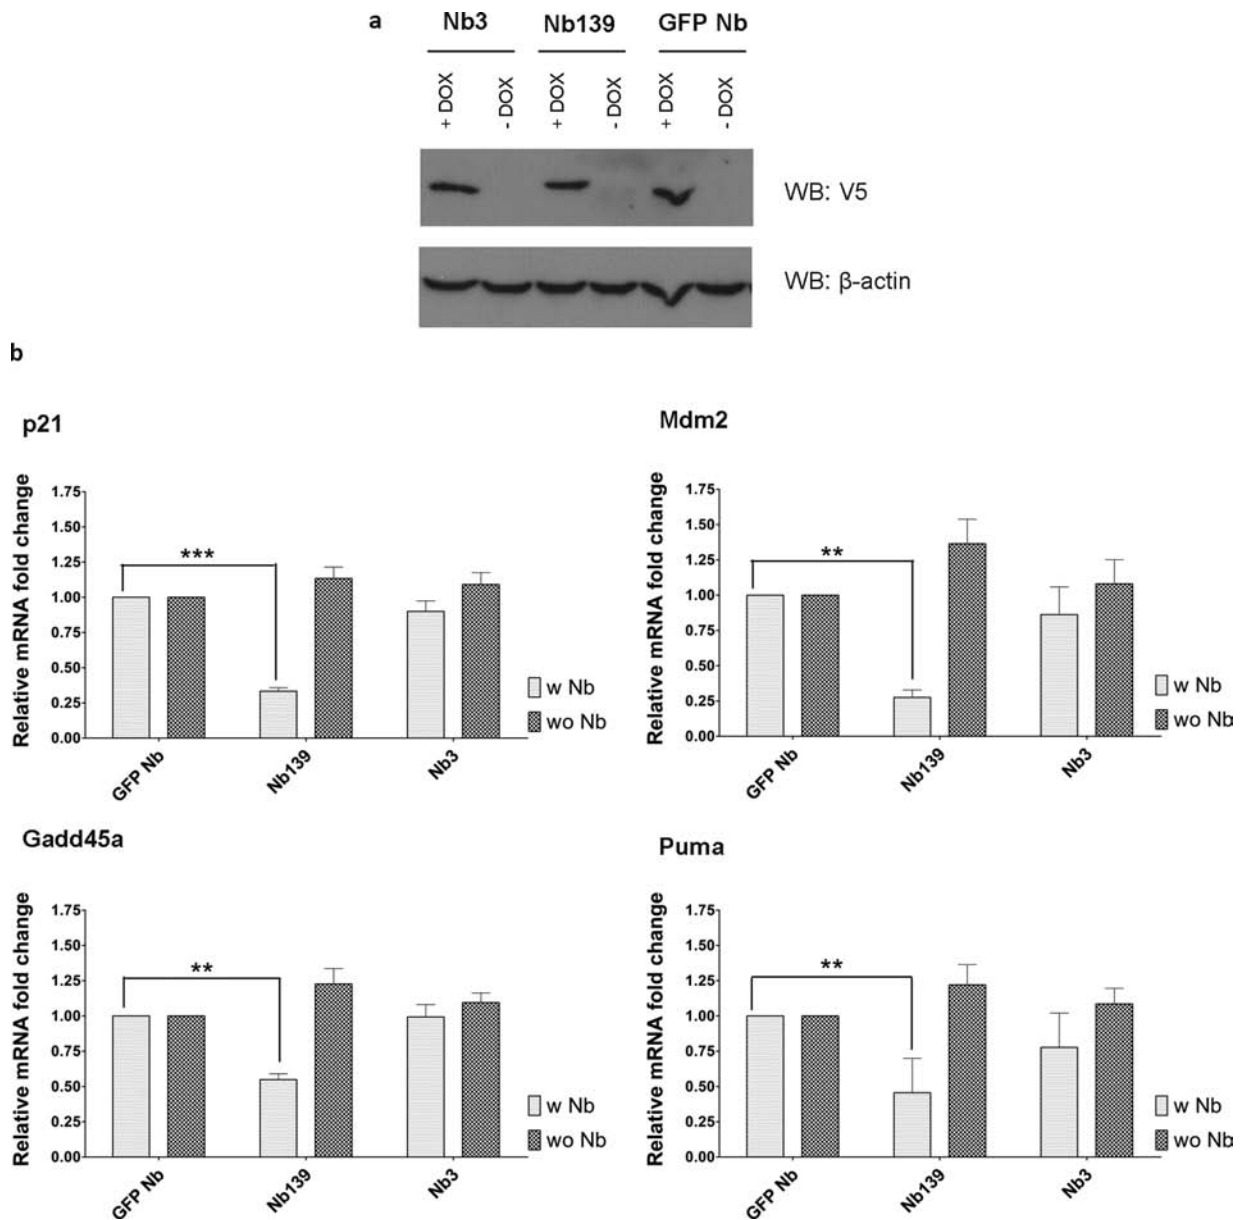 a
Nb3 Nb139 GFP Nb
+ DOX - DOX + DOX - DOX + DOX - DOX
WB: V5
WB: β-actin
b
p21
Relative mRNA fold change
1.75
1.50
1.25
1.00
0.75
0.50
0.25
0.00
***
GFP Nb Nb139 Nb3
w Nb
wo Nb
Mdm2
Relative mRNA fold change
1.75
1.50
1.25
1.00
0.75
0.50
0.25
0.00
**
GFP Nb Nb139 Nb3
w Nb
wo Nb
Gadd45a
Relative mRNA fold change
1.75
1.50
1.25
1.00
0.75
0.50
0.25
0.00
**
GFP Nb Nb139 Nb3
w Nb
wo Nb
Puma
Relative mRNA fold change
1.75
1.50
1.25
1.00
0.75
0.50
0.25
0.00
**
GFP Nb Nb139 Nb3
w Nb
wo Nb